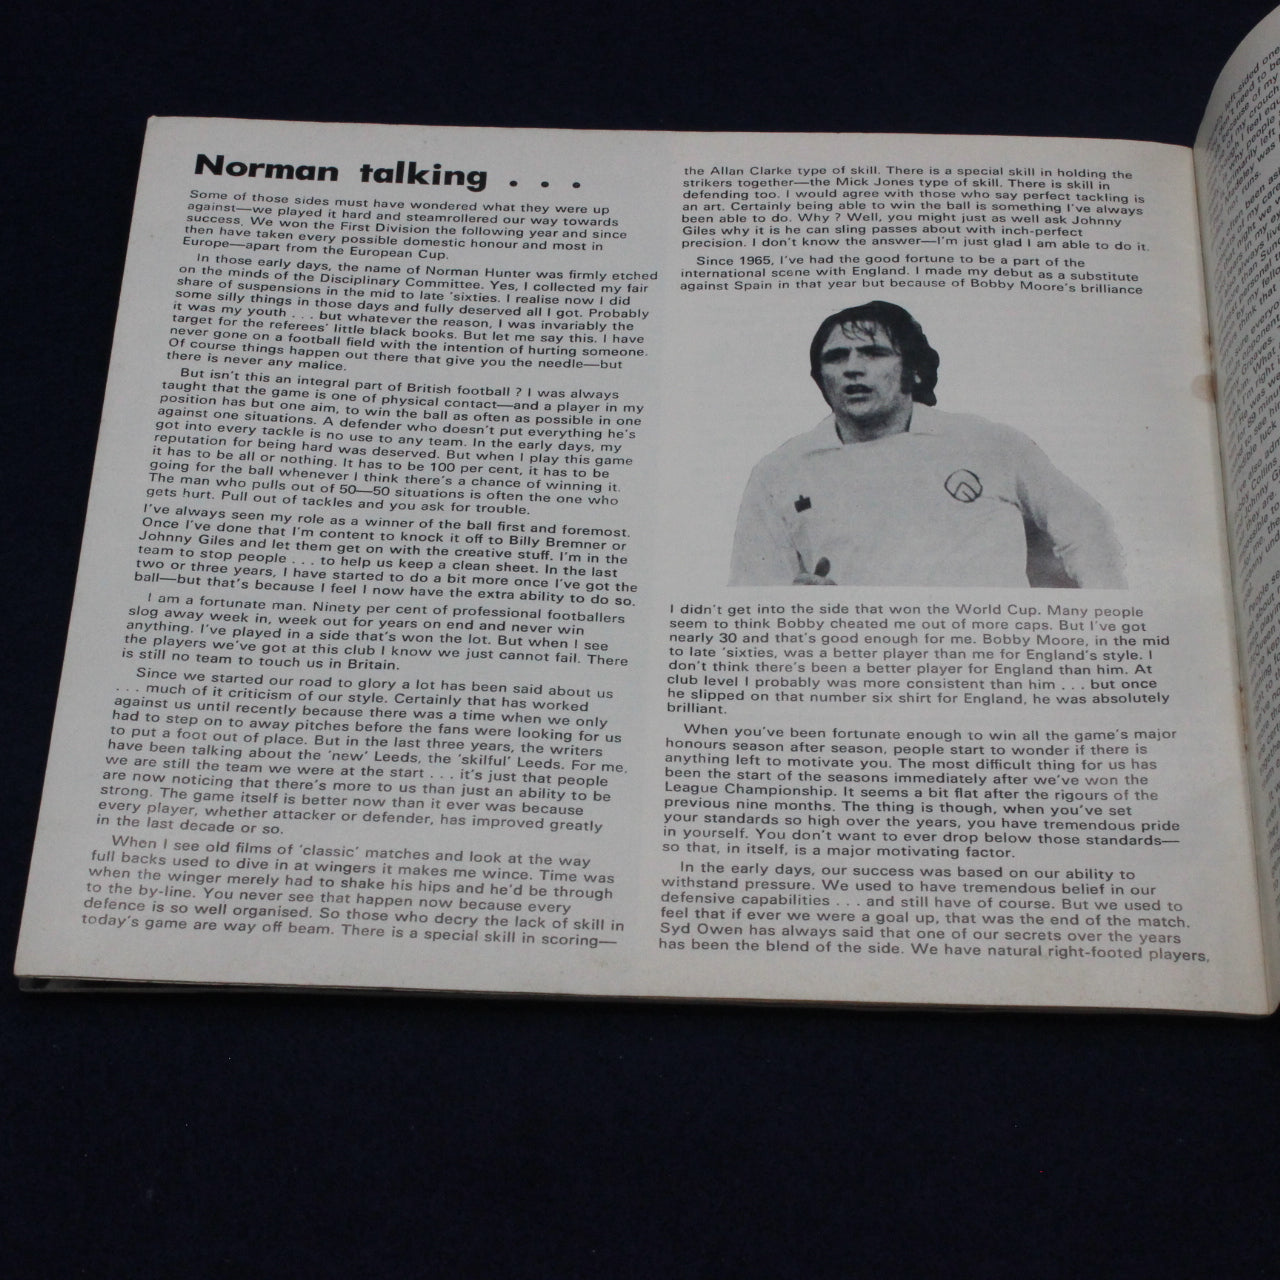 Norman talking . . .
Some of those sides must have wondered what they were up
against—we played it hard and steamrollered our way towards
success. We won the First Division the following year and since
then have taken every possible domestic honour and most in
Europe—apart from the European Cup.
In those early days, the name of Norman Hunter was firmly etched
on the minds of the Disciplinary Committee. Yes, I collected my fair
share of suspensions in the mid to late 'sixties. I realise now I did
some silly things in those days and fully deserved all I got. Probably
it was my youth . . . but whatever the reason, I was invariably the
target for the referees' little black books. But let me say this. I have
never gone on a football field with the intention of hurting someone.
Of course things happen out there that give you the needle—but
there is never any malice.
But isn't this an integral part of British football ? I was always
taught that the game is one of physical contact—and a player in my
position has but one aim, to win the ball as often as possible in one
against one situations. A defender who doesn't put everything he's
got into every tackle is no use to any team. In the early days, my
reputation for being hard was deserved. But when I play this game
it has to be all or nothing. It has to be 100 per cent, it has to be
going for the ball whenever I think there's a chance of winning it.
The man who pulls out of 50—50 situations is often the one who
gets hurt. Pull out of tackles and you ask for trouble.
I've always seen my role as a winner of the ball first and foremost.
Once I've done that I'm content to knock it off to Billy Bremner or
Johnny Giles and let them get on with the creative stuff. I'm in the
team to stop people . . . to help us keep a clean sheet. In the last
two or three years, I have started to do a bit more once I've got the
ball—but that's because I feel I now have the extra ability to do so.
I am a fortunate man. Ninety per cent of professional footballers
slog away week in, week out for years on end and never win
anything. I've played in a side that's won the lot. But when I see
the players we've got at this club I know we just cannot fail. There
is still no team to touch us in Britain.
Since we started our road to glory a lot has been said about us
. . . much of it criticism of our style. Certainly that has worked
against us until recently because there was a time when we only
had to step on to away pitches before the fans were looking for us
to put a foot out of place. But in the last three years, the writers
have been talking about the 'new' Leeds, the 'skilful' Leeds. For me,
we are still the team we were at the start . . . it's just that people
are now noticing that there's more to us than just an ability to be
strong. The game itself is better now than it ever was because
every player, whether attacker or defender, has improved greatly
in the last decade or so.
When I see old films of 'classic' matches and look at the way
full backs used to dive in at wingers it makes me wince. Time was
when the winger merely had to shake his hips and he'd be through
to the by-line. You never see that happen now because every
defence is so well organised. So those who decry the lack of skill in
today's game are way off beam. There is a special skill in scoring—
the Allan Clarke type of skill. There is a special skill in holding the
strikers together—the Mick Jones type of skill. There is skill in
defending too. I would agree with those who say perfect tackling is
an art. Certainly being able to win the ball is something I've always
been able to do. Why ? Well, you might just as well ask Johnny
Giles why it is he can sling passes about with inch-perfect
precision. I don't know the answer—I'm just glad I am able to do it.
Since 1965, I've had the good fortune to be a part of the
international scene with England. I made my debut as a substitute
against Spain in that year but because of Bobby Moore's brilliance
I didn't get into the side that won the World Cup. Many people
seem to think Bobby cheated me out of more caps. But I've got
nearly 30 and that's good enough for me. Bobby Moore, in the mid
to late 'sixties, was a better player than me for England's style. I
don't think there's been a better player for England than him. At
club level I probably was more consistent than him . . . but once
he slipped on that number six shirt for England, he was absolutely
brilliant.
When you've been fortunate enough to win all the game's major
honours season after season, people start to wonder if there is
anything left to motivate you. The most difficult thing for us has
been the start of the seasons immediately after we've won the
League Championship. It seems a bit flat after the rigours of the
previous nine months. The thing is though, when you've set
your standards so high over the years, you have tremendous pride
in yourself. You don't want to ever drop below those standards—
so that, in itself, is a major motivating factor.
In the early days, our success was based on our ability to
withstand pressure. We used to have tremendous belief in our
defensive capabilities . . . and still have of course. But we used to
feel that if ever we were a goal up, that was the end of the match.
Syd Owen has always said that one of our secrets over the years
has been the blend of the side. We have natural right-footed players,